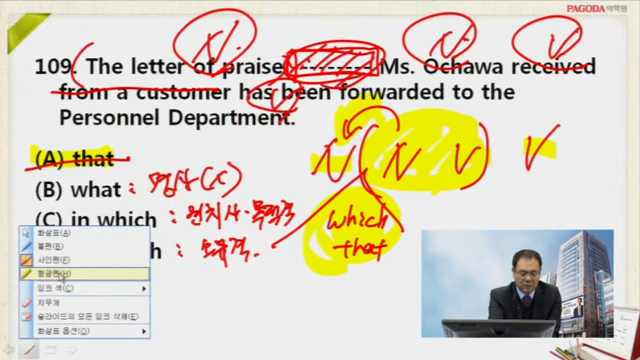 PAGODA 어학원
N. N. V
109. The letter of praise --------- Ms. Ochawa received
from a customer has been forwarded to the
Personnel Department.
(A) that
N ( N V ) V
(B) what : 명사(X)
(C) in which : 전치사·목적격
which
that
h : 소유격.
화살표(A)
볼펜(B)
사인펜(F)
형광펜(H)
잉크 색(C)
지우개
슬라이드의 모든 잉크 삭제(E)
화살표 옵션(O)